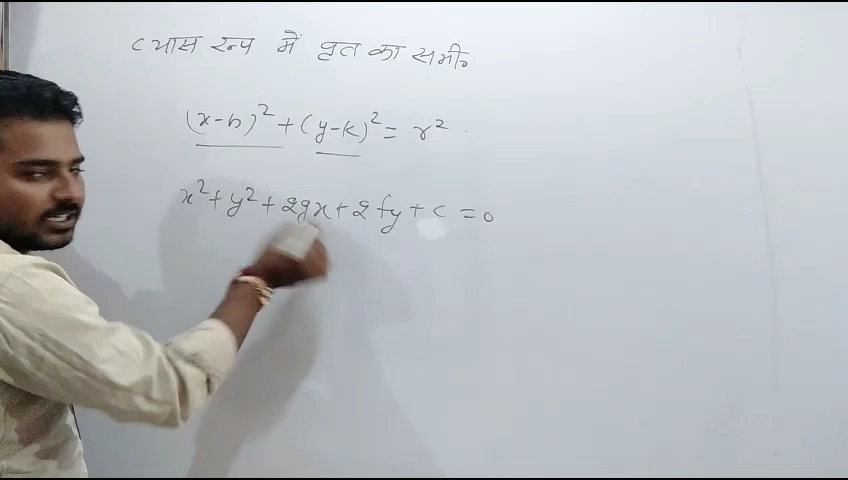 व्यास रूप में वृत का समी०
(x-h)² + (y-k)² = r²
x² + y² + 2gx + 2fy + c = 0